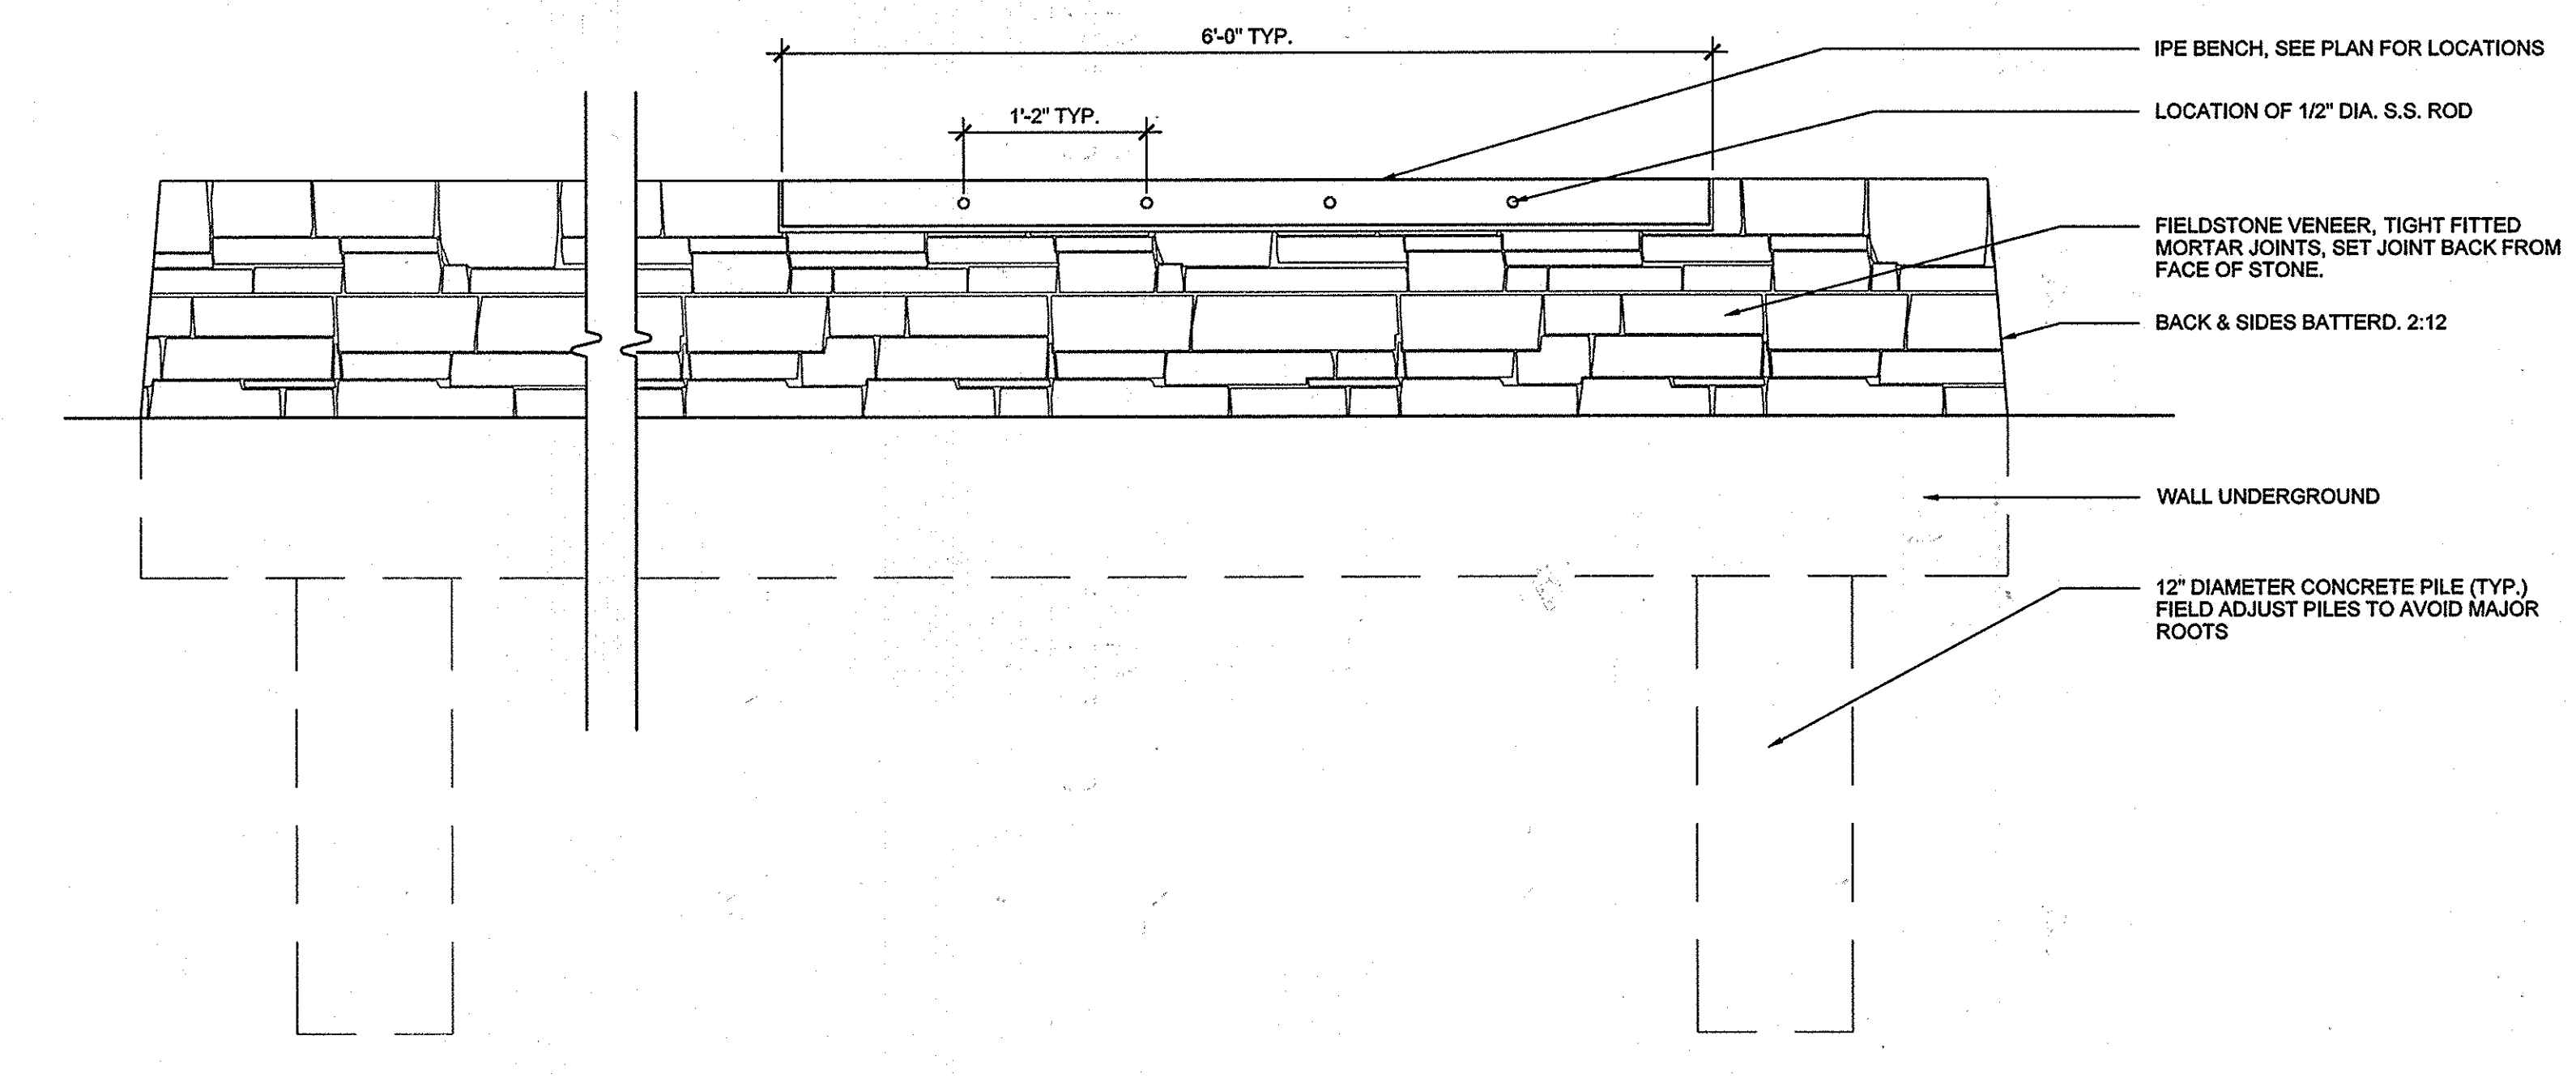 6'-0" TYP.
1'-2" TYP.
IPE BENCH, SEE PLAN FOR LOCATIONS
LOCATION OF 1/2" DIA. S.S. ROD
FIELDSTONE VENEER, TIGHT FITTED
MORTAR JOINTS, SET JOINT BACK FROM
FACE OF STONE.
BACK & SIDES BATTERD. 2:12
WALL UNDERGROUND
12" DIAMETER CONCRETE PILE (TYP.)
FIELD ADJUST PILES TO AVOID MAJOR
ROOTS